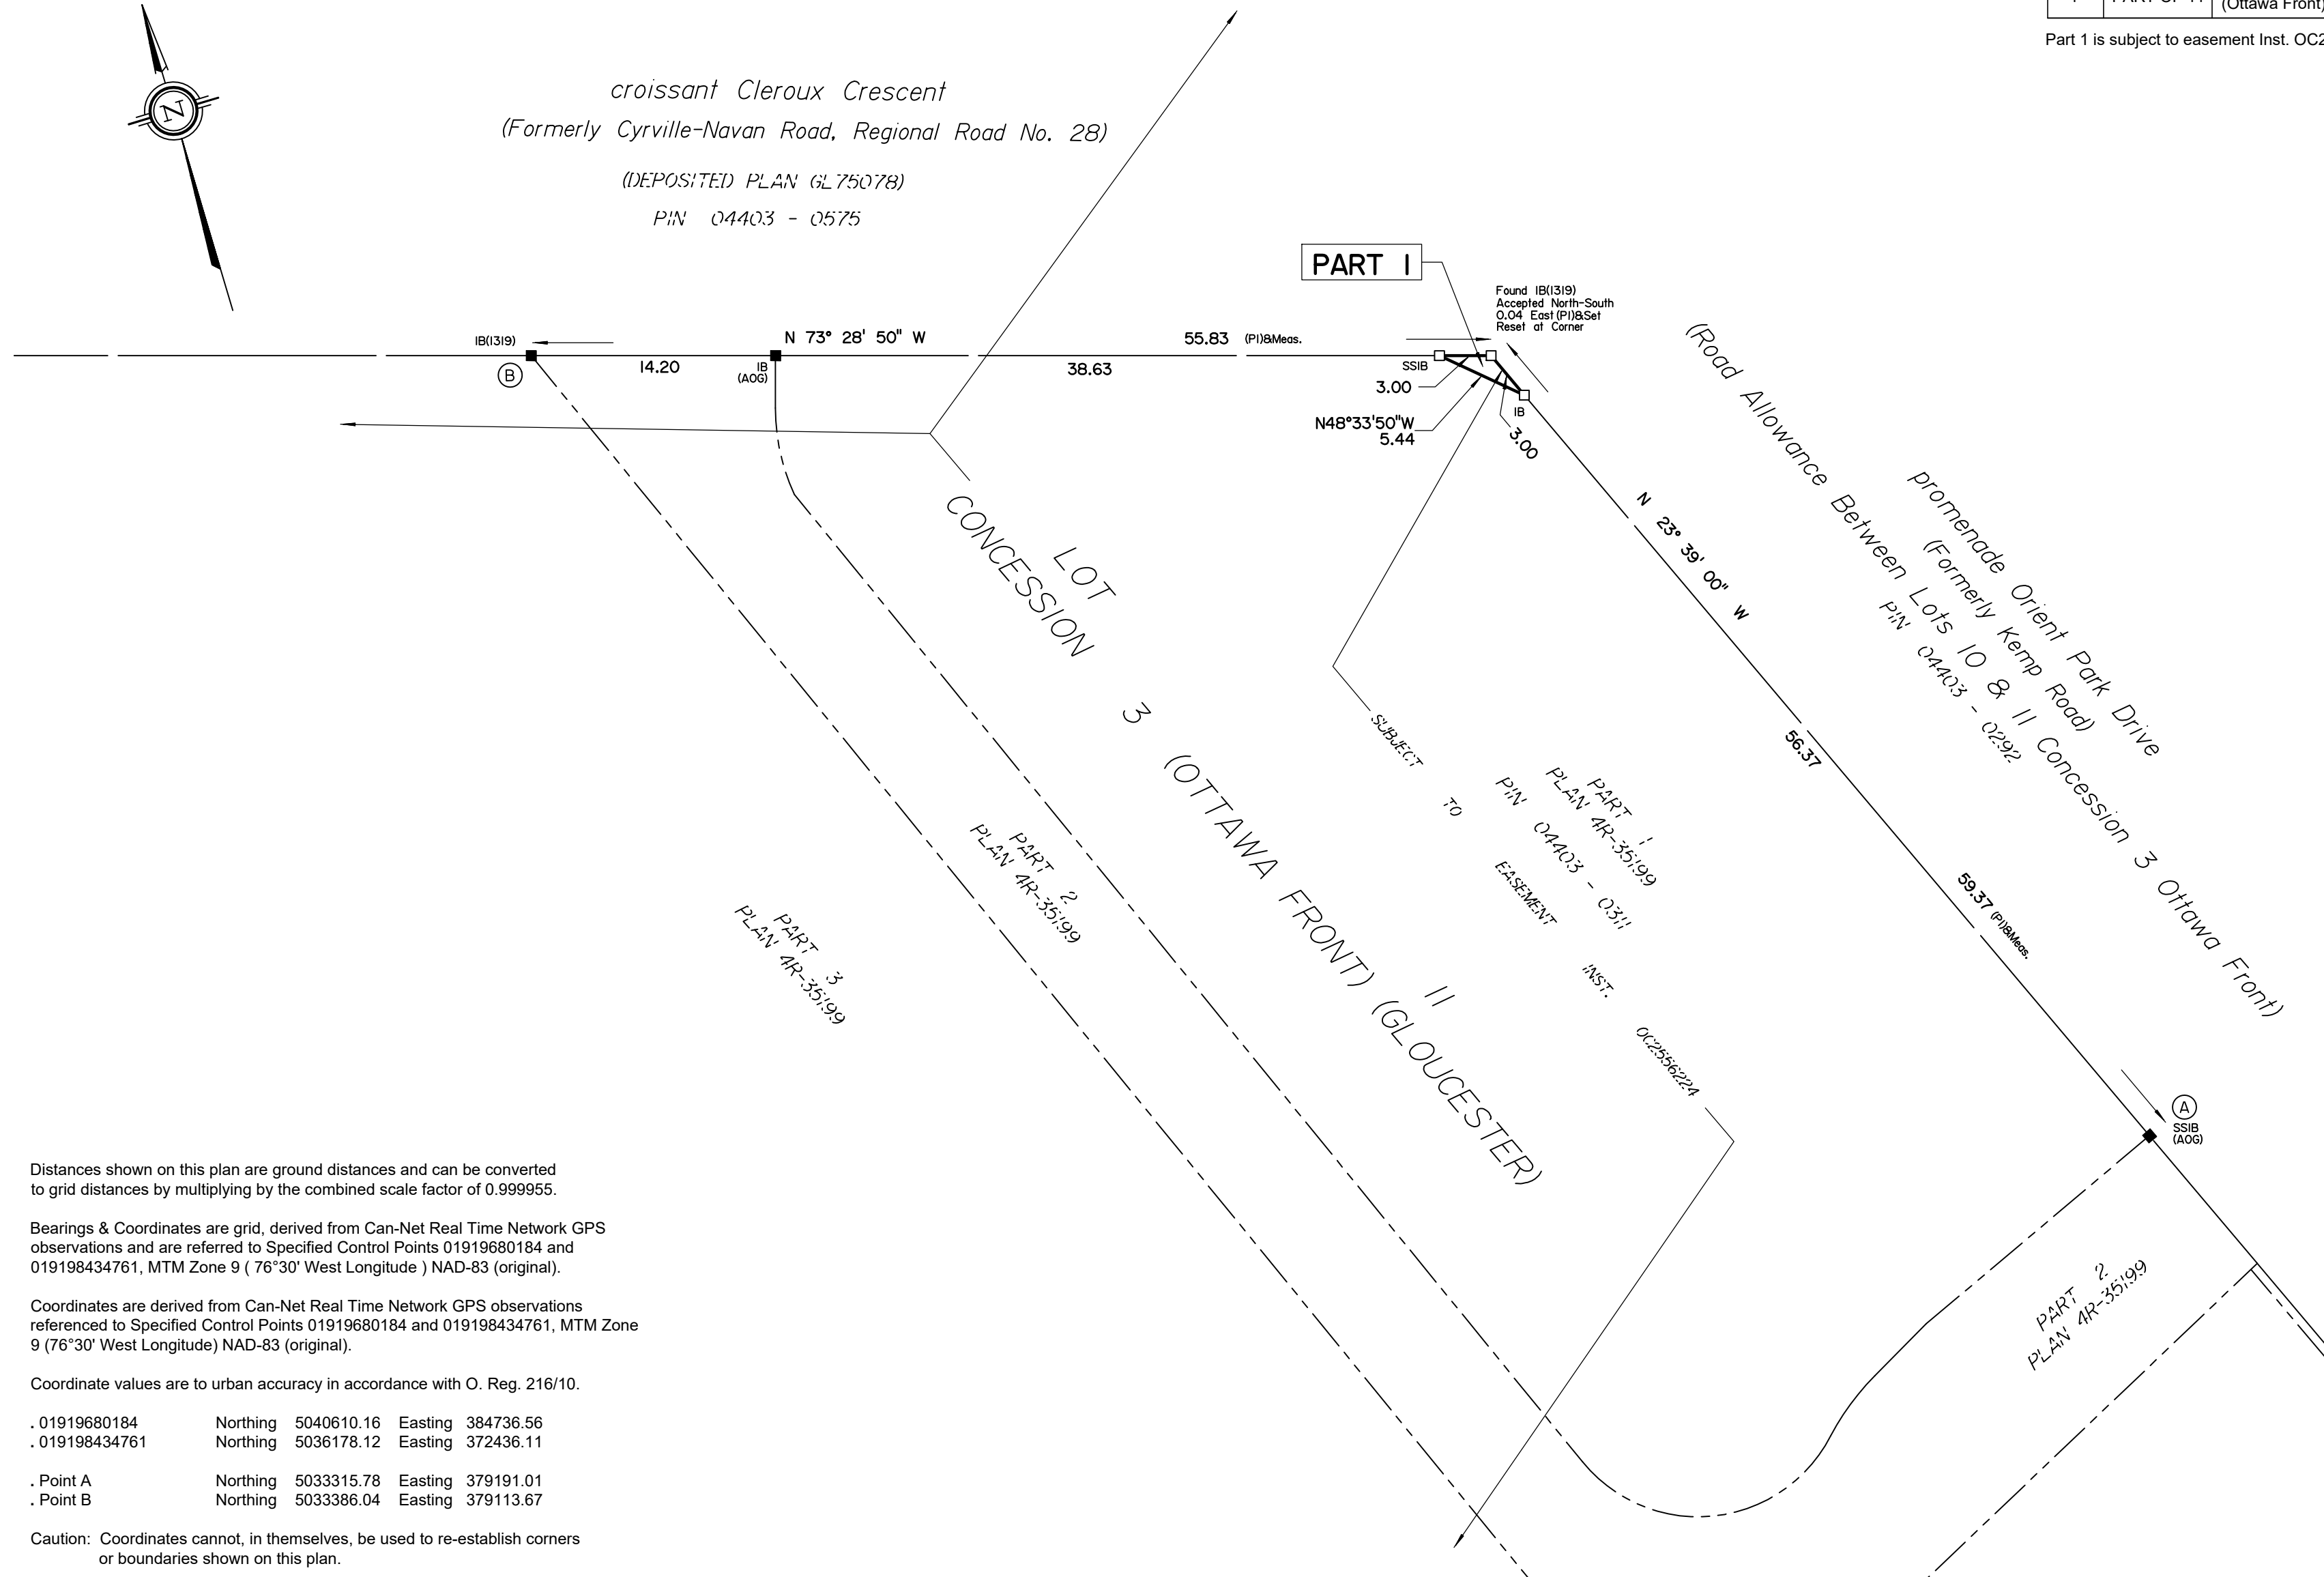 (Ottawa Front)
Part 1 is subject to easement Inst. OC2
N
croissant Cleroux Crescent
(Formerly Cyrville-Navan Road, Regional Road No. 28)
(DEPOSITED PLAN GL75078)
PIN 04403 - 0575
PART 1
Found IB(1319)
Accepted North-South
0.04 East(P1)&Set
Reset at Corner
IB(1319)
B
14.20
IB
(AOG)
N 73° 28' 50" W
38.63
55.83 (P1)&Meas.
SSIB
3.00
N48°33'50"W
5.44
IB
3.00
(Road Allowance Between Lots 10 & 11 Concession 3 Ottawa Front)
promenade Orient Park Drive
(Formerly Kemp Road)
PIN 04403 - 0292
N 23° 39' 00" W
56.37
59.37 (P1)&Meas.
LOT 11
CONCESSION 3 (OTTAWA FRONT) (GLOUCESTER)
SUBJECT TO EASEMENT INST. OC2556224
PART 1
PLAN 4R-35199
PIN 04403 - 0311
PART 2
PLAN 4R-35199
PART 3
PLAN 4R-35199
A
SSIB
(AOG)
PART 2
PLAN 4R-35199
Distances shown on this plan are ground distances and can be converted
to grid distances by multiplying by the combined scale factor of 0.999955.
Bearings & Coordinates are grid, derived from Can-Net Real Time Network GPS
observations and are referred to Specified Control Points 01919680184 and
019198434761, MTM Zone 9 ( 76°30' West Longitude ) NAD-83 (original).
Coordinates are derived from Can-Net Real Time Network GPS observations
referenced to Specified Control Points 01919680184 and 019198434761, MTM Zone
9 (76°30' West Longitude) NAD-83 (original).
Coordinate values are to urban accuracy in accordance with O. Reg. 216/10.
. 01919680184 Northing 5040610.16 Easting 384736.56
. 019198434761 Northing 5036178.12 Easting 372436.11
. Point A Northing 5033315.78 Easting 379191.01
. Point B Northing 5033386.04 Easting 379113.67
Caution: Coordinates cannot, in themselves, be used to re-establish corners
or boundaries shown on this plan.